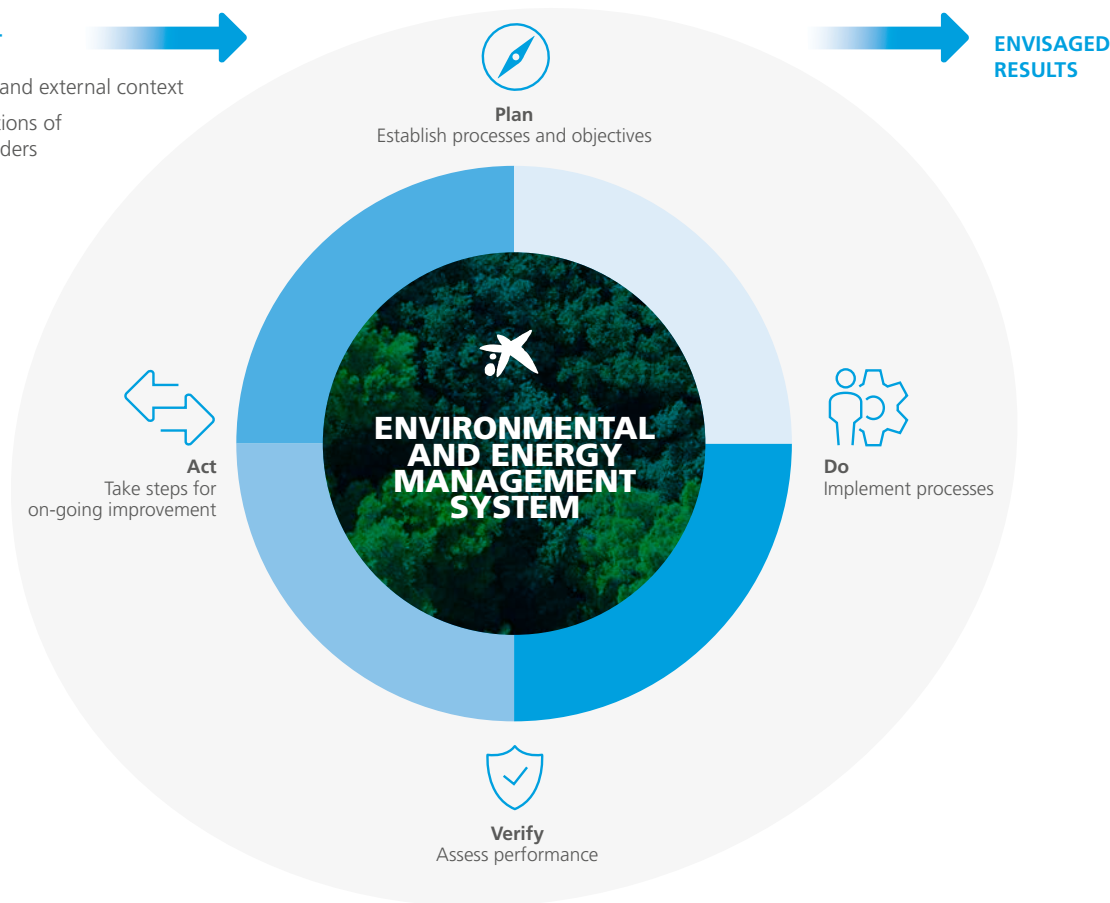 and external context
tions of
ders
ENVISAGED
RESULTS
Plan
Establish processes and objectives
ENVIRONMENTAL
AND ENERGY
MANAGEMENT
SYSTEM
Act
Take steps for
on-going improvement
Do
Implement processes
Verify
Assess performance